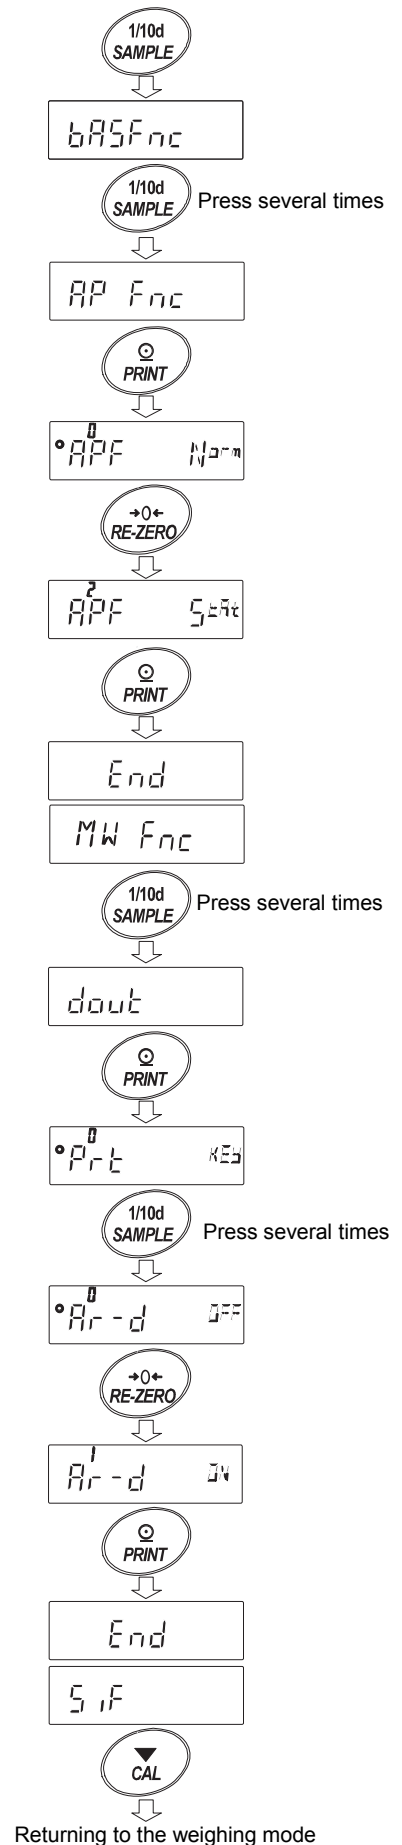 1/10d
SAMPLE
bASFnc
1/10d
SAMPLE
Press several times
AP Fnc
PRINT
0
APF Norm
→0←
RE-ZERO
2
APF StAt
PRINT
End
MW Fnc
1/10d
SAMPLE
Press several times
dout
PRINT
0
Prt KEY
1/10d
SAMPLE
Press several times
0
Ar-d OFF
→0←
RE-ZERO
1
Ar-d ON
PRINT
End
S iF
CAL
Returning to the weighing mode